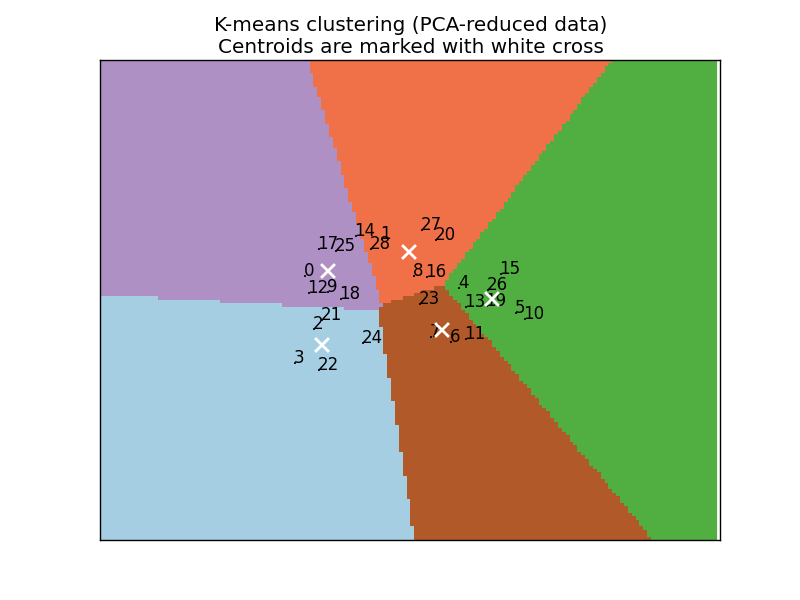 K-means clustering (PCA-reduced data)
Centroids are marked with white cross
27
14 1 20
17 25 28
0 8 16 15
4 26
12 9 18 23 13
5 10
21
2
24 6 11
3 22